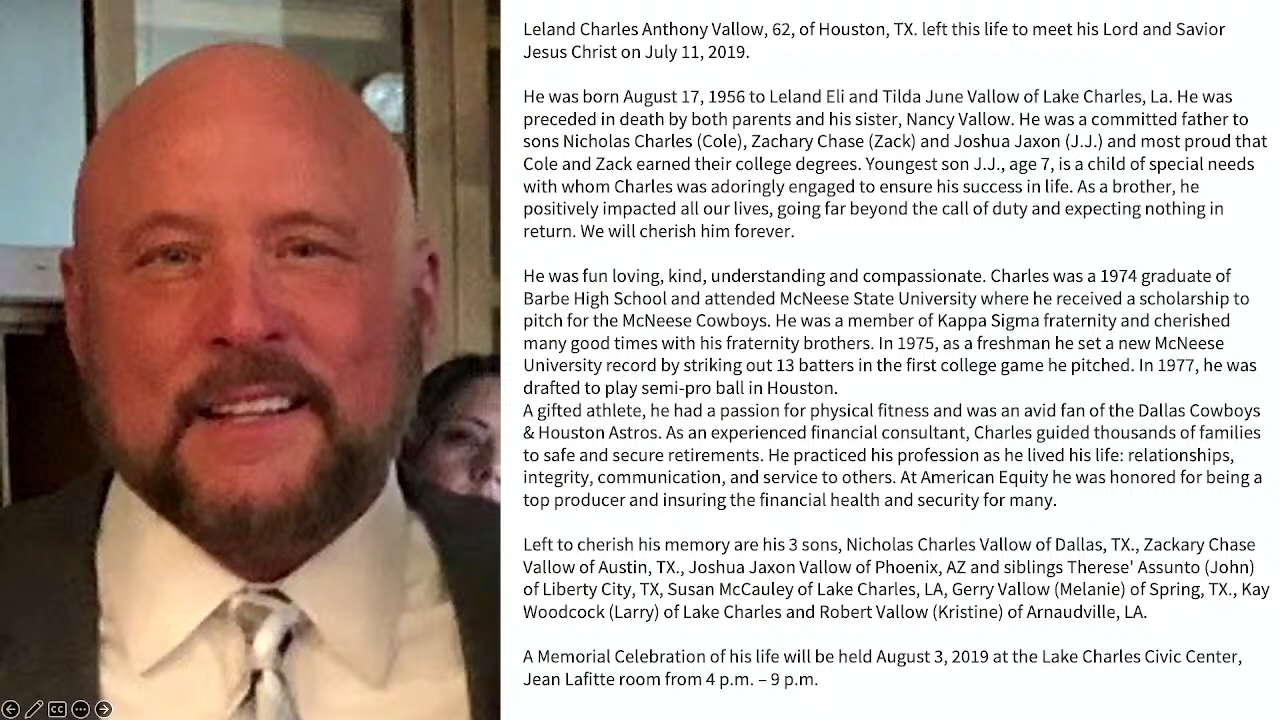 Leland Charles Anthony Vallow, 62, of Houston, TX. left this life to meet his Lord and Savior
Jesus Christ on July 11, 2019.
He was born August 17, 1956 to Leland Eli and Tilda June Vallow of Lake Charles, La. He was
preceded in death by both parents and his sister, Nancy Vallow. He was a committed father to
sons Nicholas Charles (Cole), Zachary Chase (Zack) and Joshua Jaxon (J.J.) and most proud that
Cole and Zack earned their college degrees. Youngest son J.J., age 7, is a child of special needs
with whom Charles was adoringly engaged to ensure his success in life. As a brother, he
positively impacted all our lives, going far beyond the call of duty and expecting nothing in
return. We will cherish him forever.
He was fun loving, kind, understanding and compassionate. Charles was a 1974 graduate of
Barbe High School and attended McNeese State University where he received a scholarship to
pitch for the McNeese Cowboys. He was a member of Kappa Sigma fraternity and cherished
many good times with his fraternity brothers. In 1975, as a freshman he set a new McNeese
University record by striking out 13 batters in the first college game he pitched. In 1977, he was
drafted to play semi-pro ball in Houston.
A gifted athlete, he had a passion for physical fitness and was an avid fan of the Dallas Cowboys
& Houston Astros. As an experienced financial consultant, Charles guided thousands of families
to safe and secure retirements. He practiced his profession as he lived his life: relationships,
integrity, communication, and service to others. At American Equity he was honored for being a
top producer and insuring the financial health and security for many.
Left to cherish his memory are his 3 sons, Nicholas Charles Vallow of Dallas, TX., Zackary Chase
Vallow of Austin, TX., Joshua Jaxon Vallow of Phoenix, AZ and siblings Therese' Assunto (John)
of Liberty City, TX, Susan McCauley of Lake Charles, LA, Gerry Vallow (Melanie) of Spring, TX., Kay
Woodcock (Larry) of Lake Charles and Robert Vallow (Kristine) of Arnaudville, LA.
A Memorial Celebration of his life will be held August 3, 2019 at the Lake Charles Civic Center,
Jean Lafitte room from 4 p.m. – 9 p.m.
CC